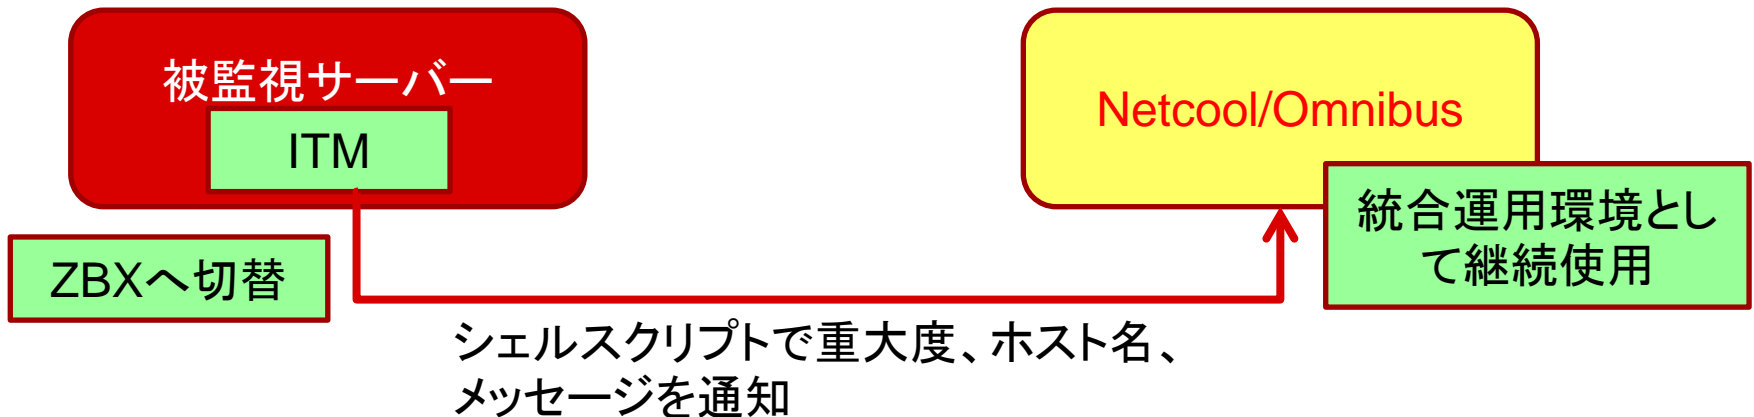 被監視サーバー
ITM
Netcool/Omnibus
統合運用環境とし
て継続使用
ZBXへ切替
シェルスクリプトで重大度、ホスト名、
メッセージを通知